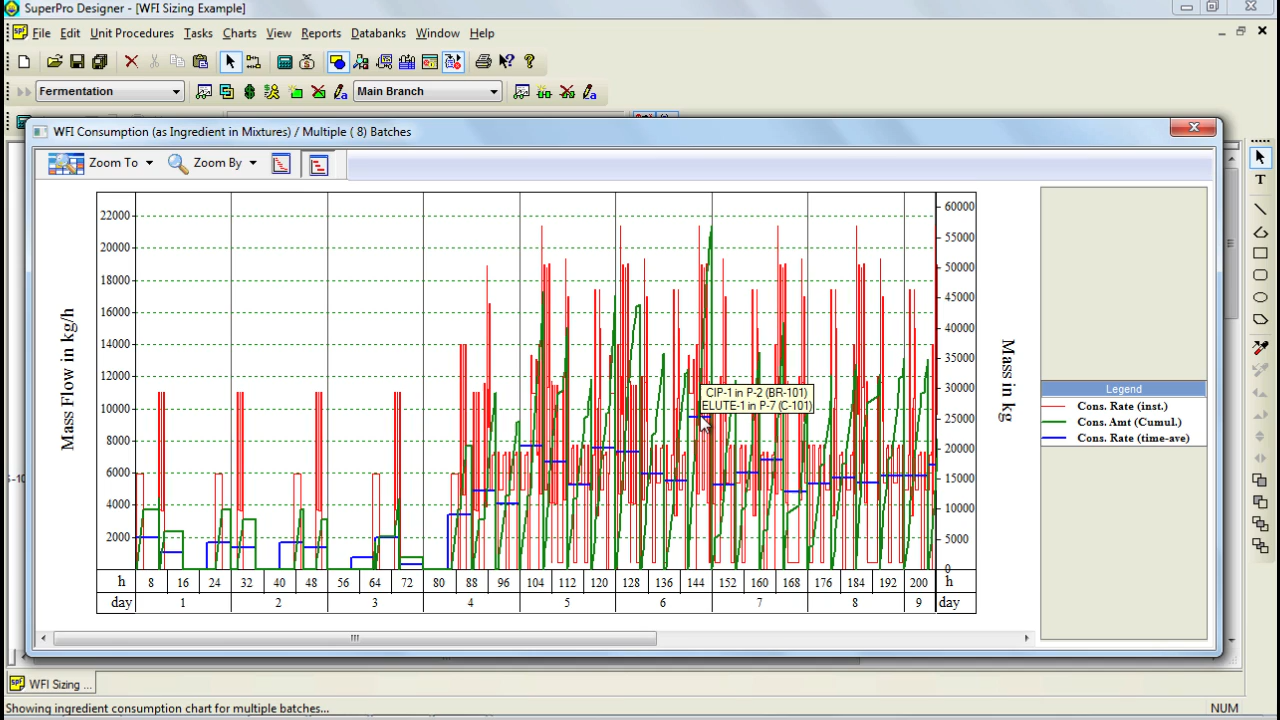 SuperPro Designer - [WFI Sizing Example]
File Edit Unit Procedures Tasks Charts View Reports Databanks Window Help
Fermentation Main Branch
WFI Consumption (as Ingredient in Mixtures) / Multiple ( 8) Batches
Zoom To Zoom By
Mass Flow in kg/h
22000
20000
18000
16000
14000
12000
10000
8000
6000
4000
2000
60000
55000
50000
45000
40000
35000
30000
25000
20000
15000
10000
5000
0
Mass in kg
CIP-1 in P-2 (BR-101)
ELUTE-1 in P-7 (C-101)
h 8 16 24 32 40 48 56 64 72 80 88 96 104 112 120 128 136 144 152 160 168 176 184 192 200 h
day 1 2 3 4 5 6 7 8 9 day
Legend
Cons. Rate (inst.)
Cons. Amt (Cumul.)
Cons. Rate (time-ave)
WFI Sizing ...
Showing ingredient consumption chart for multiple batches... NUM